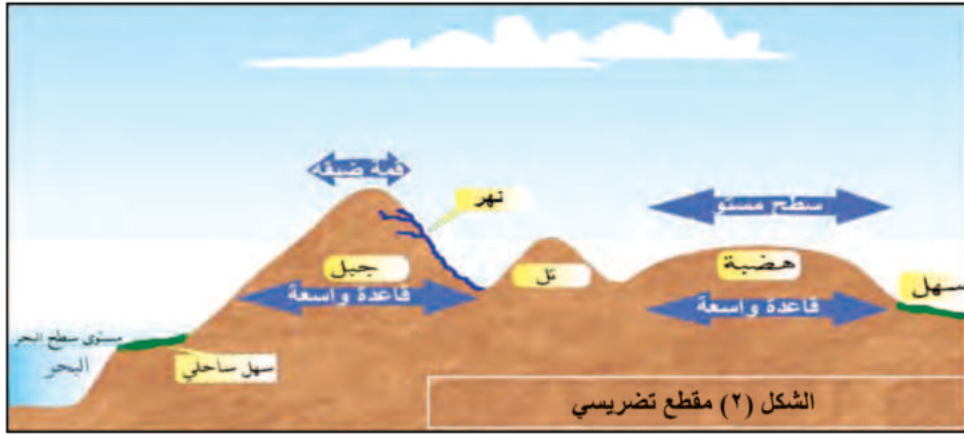 قمة ضيقة
نهر
سطح مستو
جبل
تل
هضبة
سهل
قاعدة واسعة
قاعدة واسعة
مستوى سطح البحر
البحر
سهل ساحلي
الشكل (٢) مقطع تضريسي